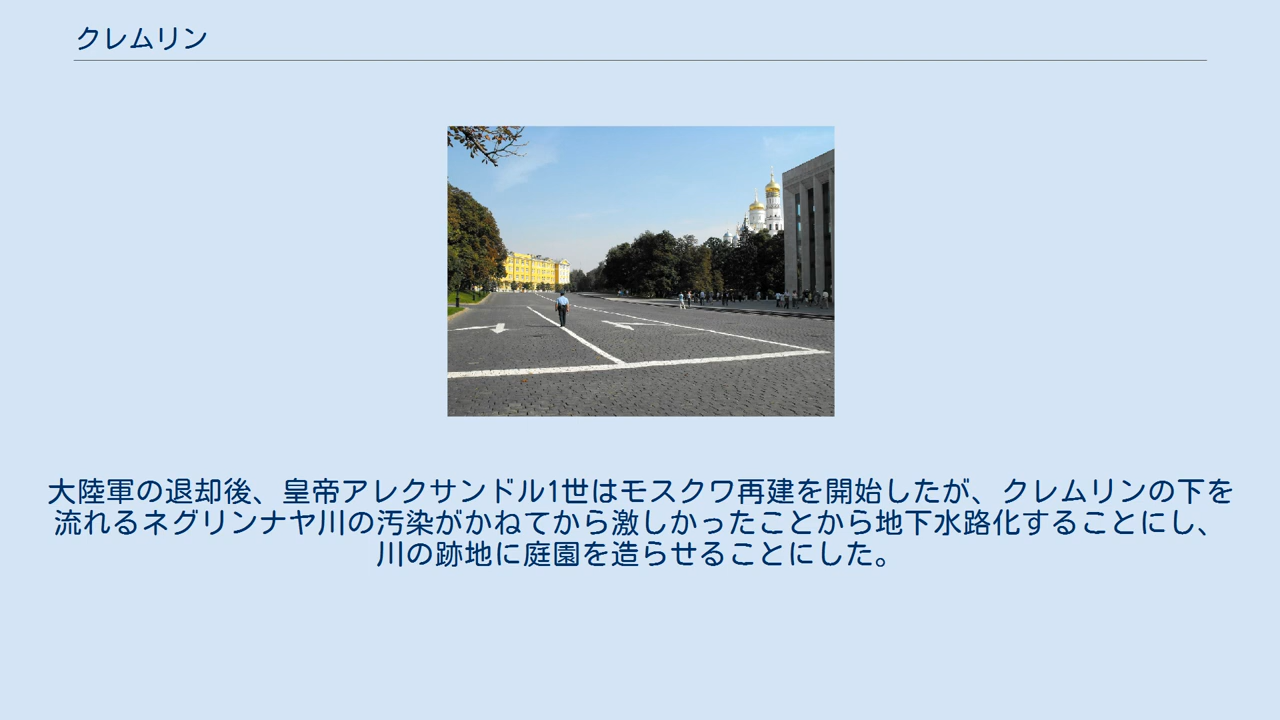 クレムリン
大陸軍の退却後、皇帝アレクサンドル1世はモスクワ再建を開始したが、クレムリンの下を
流れるネグリンナヤ川の汚染がかねてから激しかったことから地下水路化することにし、
川の跡地に庭園を造らせることにした。